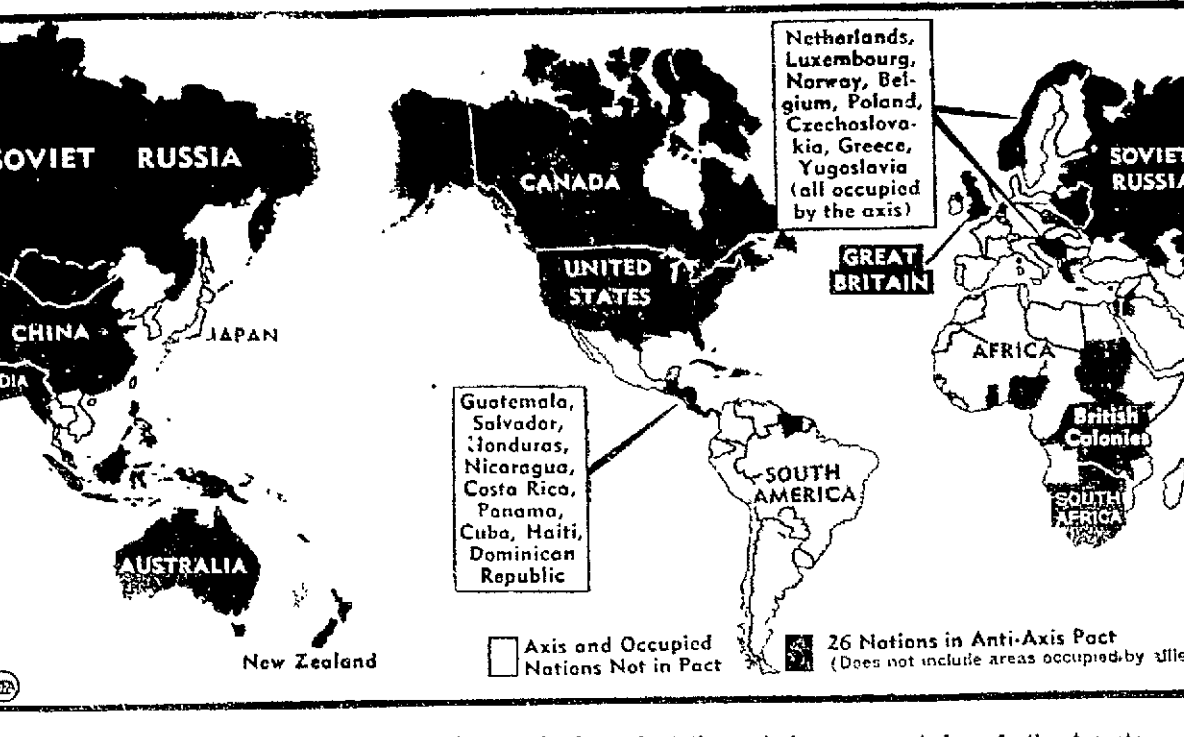 SOVIET RUSSIA
CHINA
DIA
JAPAN
AUSTRALIA
New Zealand
CANADA
UNITED
STATES
Guatemala,
Salvador,
Honduras,
Nicaragua,
Costa Rica,
Panama,
Cuba, Haiti,
Dominican
Republic
SOUTH
AMERICA
Netherlands,
Luxembourg,
Norway, Bel-
gium, Poland,
Czechoslova-
kia, Greece,
Yugoslavia
(all occupied
by the axis)
GREAT
BRITAIN
SOVIET
RUSSIA
AFRICA
British
Colonies
SOUTH
AFRICA
Axis and Occupied
Nations Not in Pact
26 Nations in Anti-Axis Pact
(Does not include areas occupied by